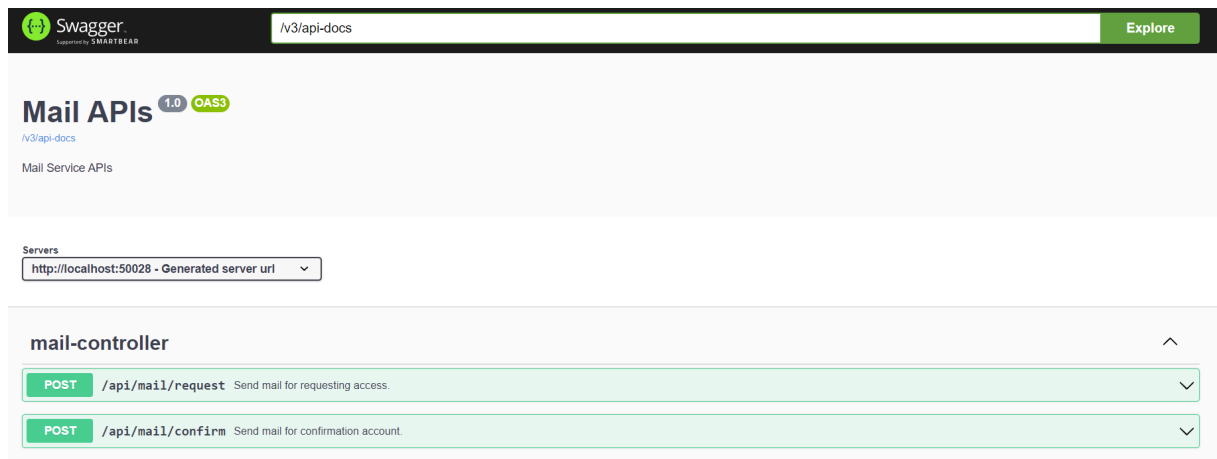 {··} Swagger.
Supported by SMARTBEAR
/v3/api-docs
Explore
Mail APIs 1.0 OAS3
/v3/api-docs
Mail Service APIs
Servers
http://localhost:50028 - Generated server url
mail-controller
POST /api/mail/request Send mail for requesting access.
POST /api/mail/confirm Send mail for confirmation account.